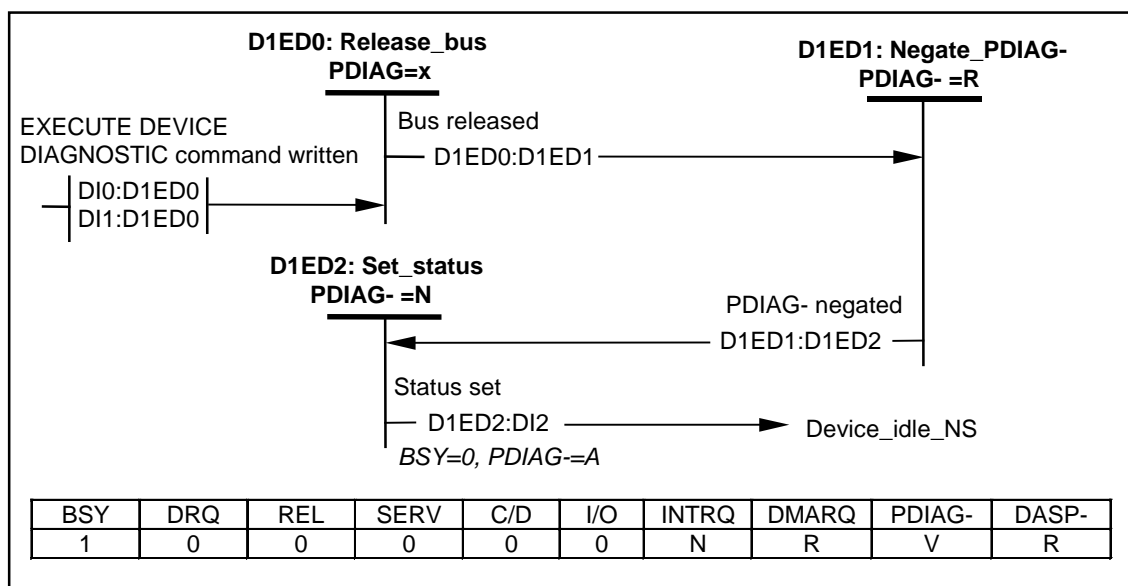 D1ED0: Release_bus
PDIAG=x
D1ED1: Negate_PDIAG-
PDIAG- =R
EXECUTE DEVICE
DIAGNOSTIC command written
DI0:D1ED0
DI1:D1ED0
Bus released
D1ED0:D1ED1
D1ED2: Set_status
PDIAG- =N
PDIAG- negated
D1ED1:D1ED2
Status set
D1ED2:DI2
Device_idle_NS
BSY=0, PDIAG-=A
BSY DRQ REL SERV C/D I/O INTRQ DMARQ PDIAG- DASP-
1 0 0 0 0 0 N R V R